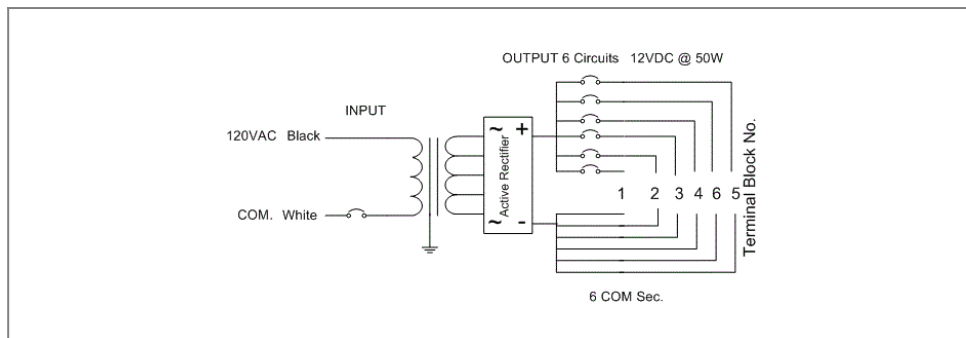 OUTPUT 6 Circuits 12VDC @ 50W
INPUT
120VAC Black
COM. White
~ +
Active Rectifier
~ -
1 2 3 4 6 5
Terminal Block No.
6 COM Sec.